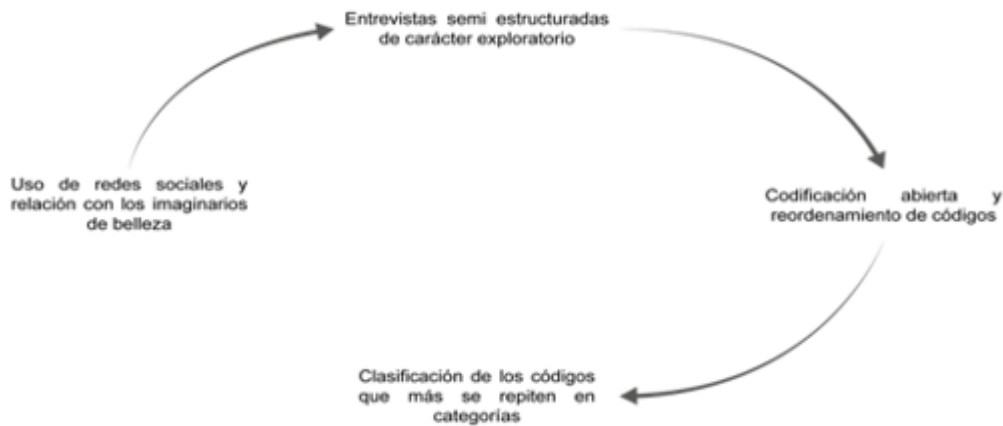 Entrevistas semi estructuradas
de carácter exploratorio
Uso de redes sociales y
relación con los imaginarios
de belleza
Codificación abierta y
reordenamiento de códigos
Clasificación de los códigos
que más se repiten en
categorías